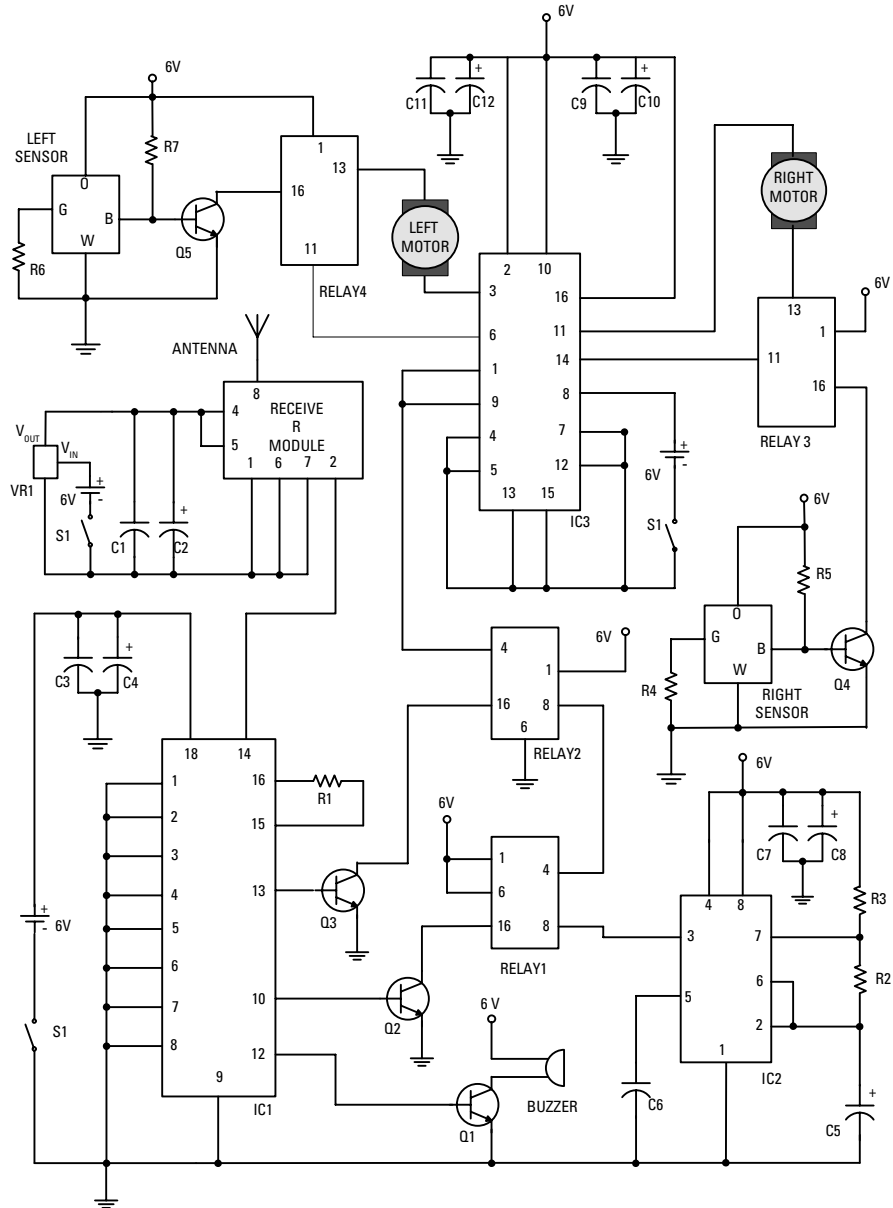 6V
6V
C11
+
C12
C9
+
C10
LEFT
SENSOR
R7
O
G
B
W
R6
Q5
1
13
16
11
RELAY4
LEFT
MOTOR
RIGHT
MOTOR
2
10
3
16
6
11
1
14
9
8
4
7
5
12
13
15
IC3
6V
+
-
S1
6V
13
1
11
16
RELAY 3
ANTENNA
8
RECEIVE
R
MODULE
4
5
1
6
7
2
VOUT
VIN
VR1
+
6V
-
S1
C1
+
C2
6V
R5
O
G
B
W
R4
Q4
RIGHT
SENSOR
C3
+
C4
4
6V
1
16
8
6
RELAY2
18
14
1
16
R1
2
15
3
4
13
Q3
5
6
10
Q2
7
8
12
9
IC1
+
6V
-
S1
6V
1
4
6
16
8
RELAY1
6V
C7
+
C8
R3
4
8
3
7
R2
6
5
2
1
IC2
C6
+
C5
6 V
BUZZER
Q1